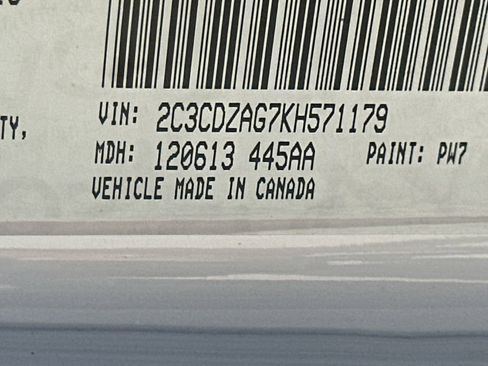 TY,
VIN: 2C3CDZAG7KH571179
MDH: 120613 445AA PAINT: PW7
VEHICLE MADE IN CANADA